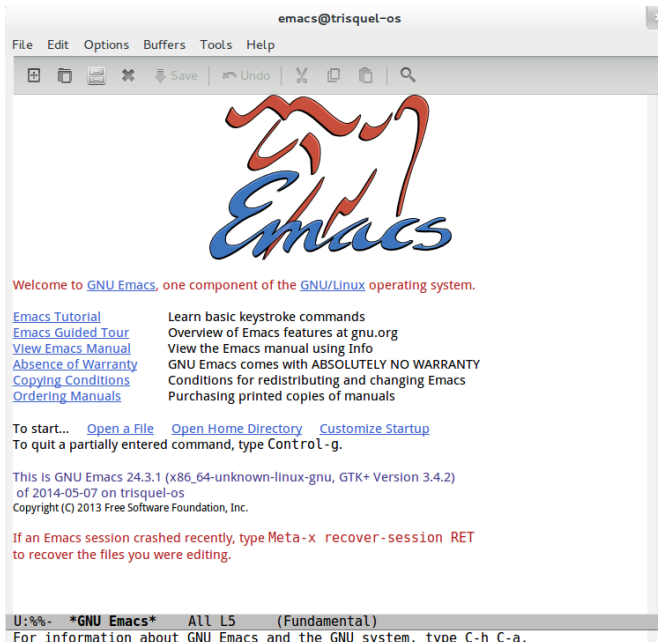 emacs@trisquel-os
File Edit Options Buffers Tools Help
Save Undo
Emacs
Welcome to GNU Emacs, one component of the GNU/Linux operating system.
Emacs Tutorial Learn basic keystroke commands
Emacs Guided Tour Overview of Emacs features at gnu.org
View Emacs Manual View the Emacs manual using Info
Absence of Warranty GNU Emacs comes with ABSOLUTELY NO WARRANTY
Copying Conditions Conditions for redistributing and changing Emacs
Ordering Manuals Purchasing printed copies of manuals
To start... Open a File Open Home Directory Customize Startup
To quit a partially entered command, type Control-g.
This is GNU Emacs 24.3.1 (x86_64-unknown-linux-gnu, GTK+ Version 3.4.2)
of 2014-05-07 on trisquel-os
Copyright (C) 2013 Free Software Foundation, Inc.
If an Emacs session crashed recently, type Meta-x recover-session RET
to recover the files you were editing.
U:%%- *GNU Emacs* All L5 (Fundamental)
For information about GNU Emacs and the GNU system, type C-h C-a.